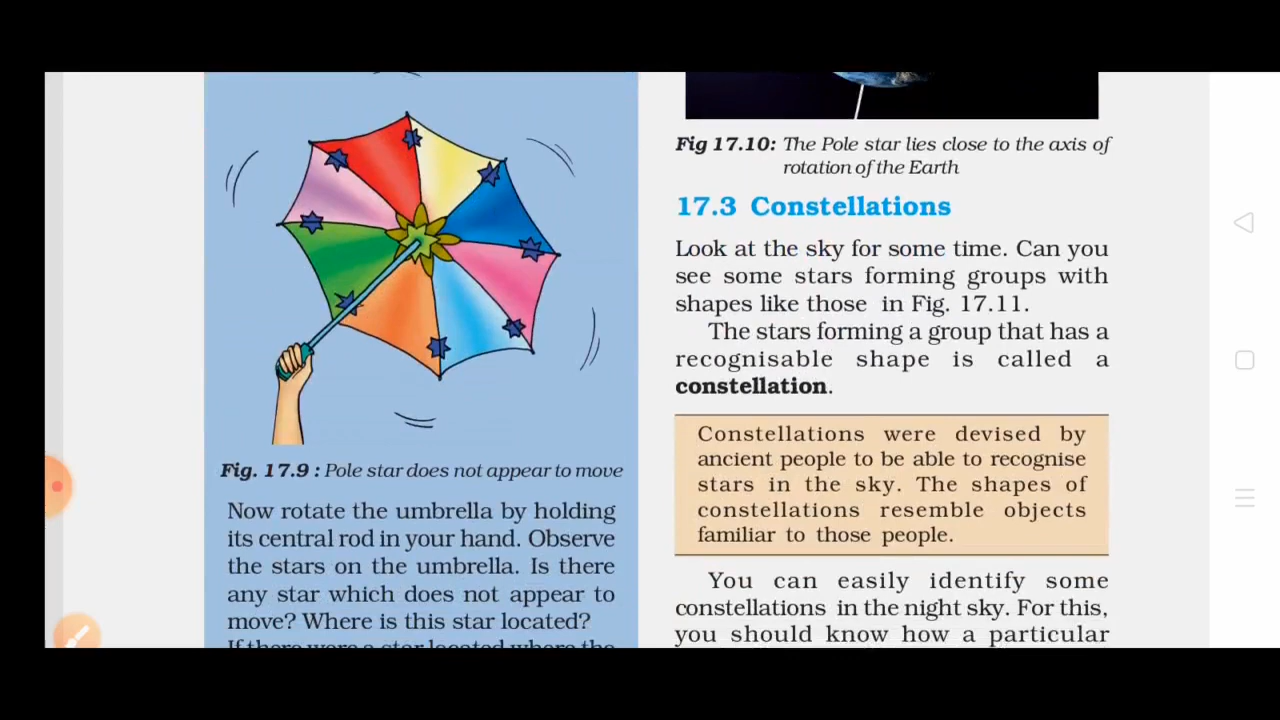 Fig. 17.9 : Pole star does not appear to move
Now rotate the umbrella by holding
its central rod in your hand. Observe
the stars on the umbrella. Is there
any star which does not appear to
move? Where is this star located?
If there were a star located where the
Fig 17.10: The Pole star lies close to the axis of
rotation of the Earth
17.3 Constellations
Look at the sky for some time. Can you
see some stars forming groups with
shapes like those in Fig. 17.11.
The stars forming a group that has a
recognisable shape is called a
constellation.
Constellations were devised by
ancient people to be able to recognise
stars in the sky. The shapes of
constellations resemble objects
familiar to those people.
You can easily identify some
constellations in the night sky. For this,
you should know how a particular